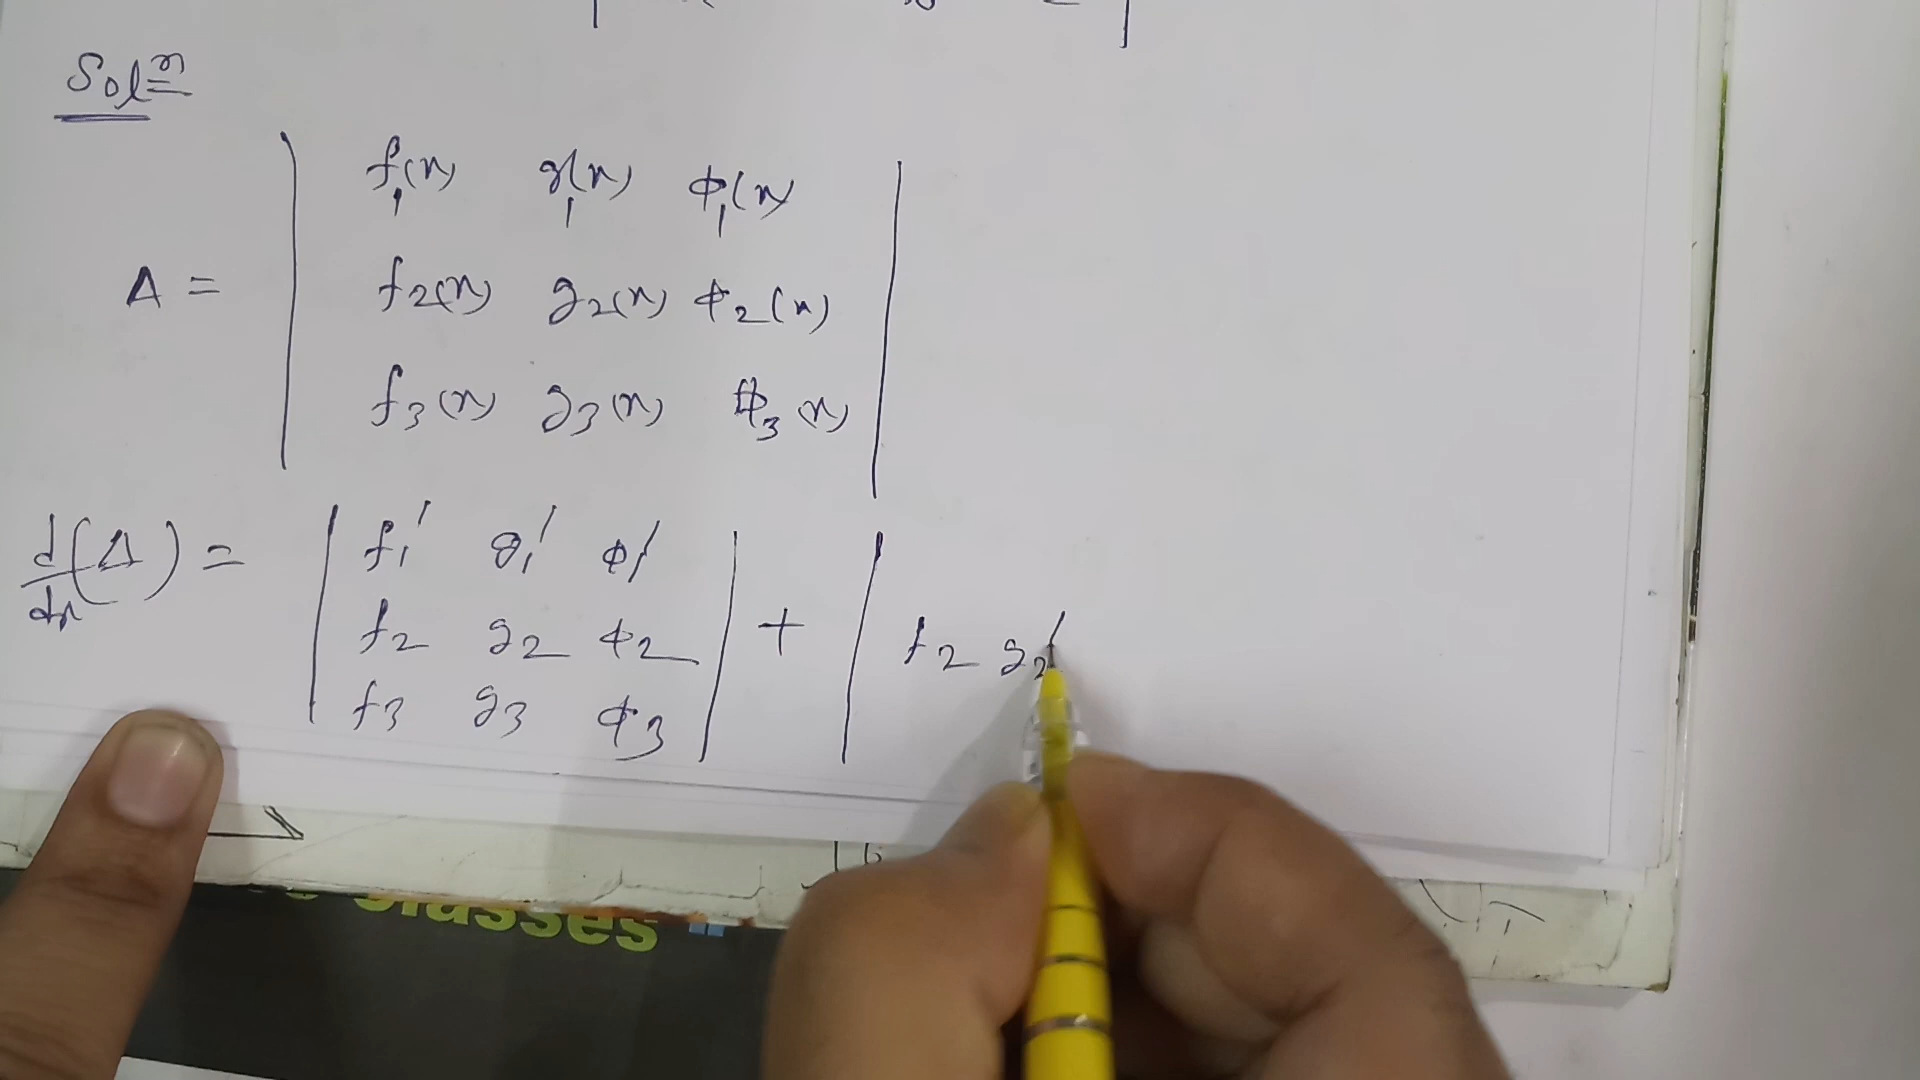 Solⁿ
f₁(x) g₁(x) ϕ₁(x)
Δ = f₂(x) g₂(x) ϕ₂(x)
f₃(x) g₃(x) ϕ₃(x)
d/dx (Δ) = | f₁′ g₁′ ϕ₁′ | + |
f₂ g₂ ϕ₂ f₂ g₂′
f₃ g₃ ϕ₃
classes "